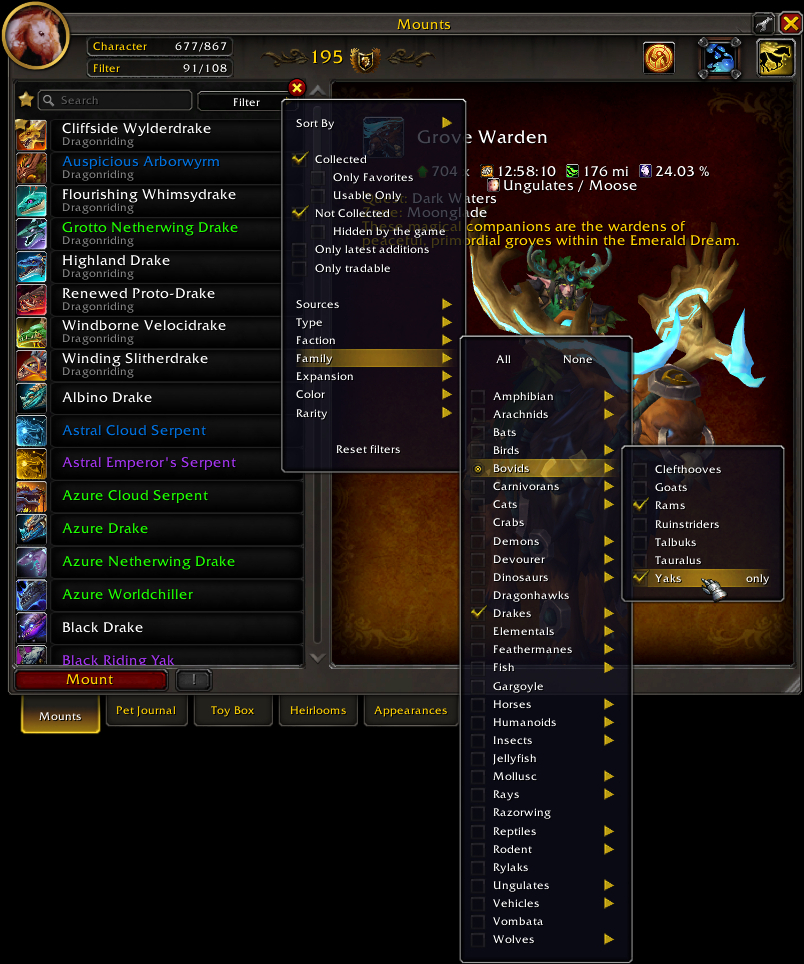 Mounts
Character 677/867
Filter 91/108
195
Search
Filter
Cliffside Wylderdrake
Dragonriding
Auspicious Arborwyrm
Dragonriding
Flourishing Whimsydrake
Dragonriding
Grotto Netherwing Drake
Dragonriding
Highland Drake
Dragonriding
Renewed Proto-Drake
Dragonriding
Windborne Velocidrake
Dragonriding
Winding Slitherdrake
Dragonriding
Albino Drake
Astral Cloud Serpent
Astral Emperor's Serpent
Azure Cloud Serpent
Azure Drake
Azure Netherwing Drake
Azure Worldchiller
Black Drake
Black Riding Yak
Mount
!
Mounts
Pet Journal
Toy Box
Heirlooms
Appearances
Sort By
Collected
Only Favorites
Usable Only
Not Collected
Hidden by the game
Only latest additions
Only tradable
Sources
Type
Faction
Family
Expansion
Color
Rarity
Reset filters
Grove Warden
704 x 12:58:10 176 mi 24.03 %
Ungulates / Moose
Quest: Dark Waters
Zone: Moonglade
These magical companions are the wardens of
peaceful, primordial groves within the Emerald Dream.
All None
Amphibian
Arachnids
Bats
Birds
Bovids
Carnivorans
Cats
Crabs
Demons
Devourer
Dinosaurs
Dragonhawks
Drakes
Elementals
Feathermanes
Fish
Gargoyle
Horses
Humanoids
Insects
Jellyfish
Mollusc
Rays
Razorwing
Reptiles
Rodent
Rylaks
Ungulates
Vehicles
Vombata
Wolves
Clefthooves
Goats
Rams
Ruinstriders
Talbuks
Tauralus
Yaks only